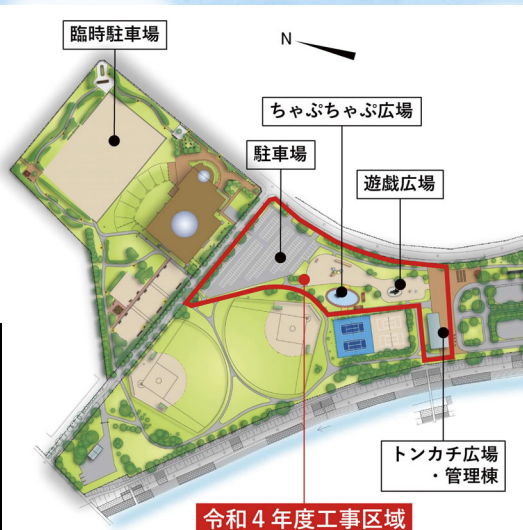 臨時駐車場
N
ちゃぷちゃぷ広場
駐車場
遊戯広場
トンカチ広場
・管理棟
令和4年度工事区域